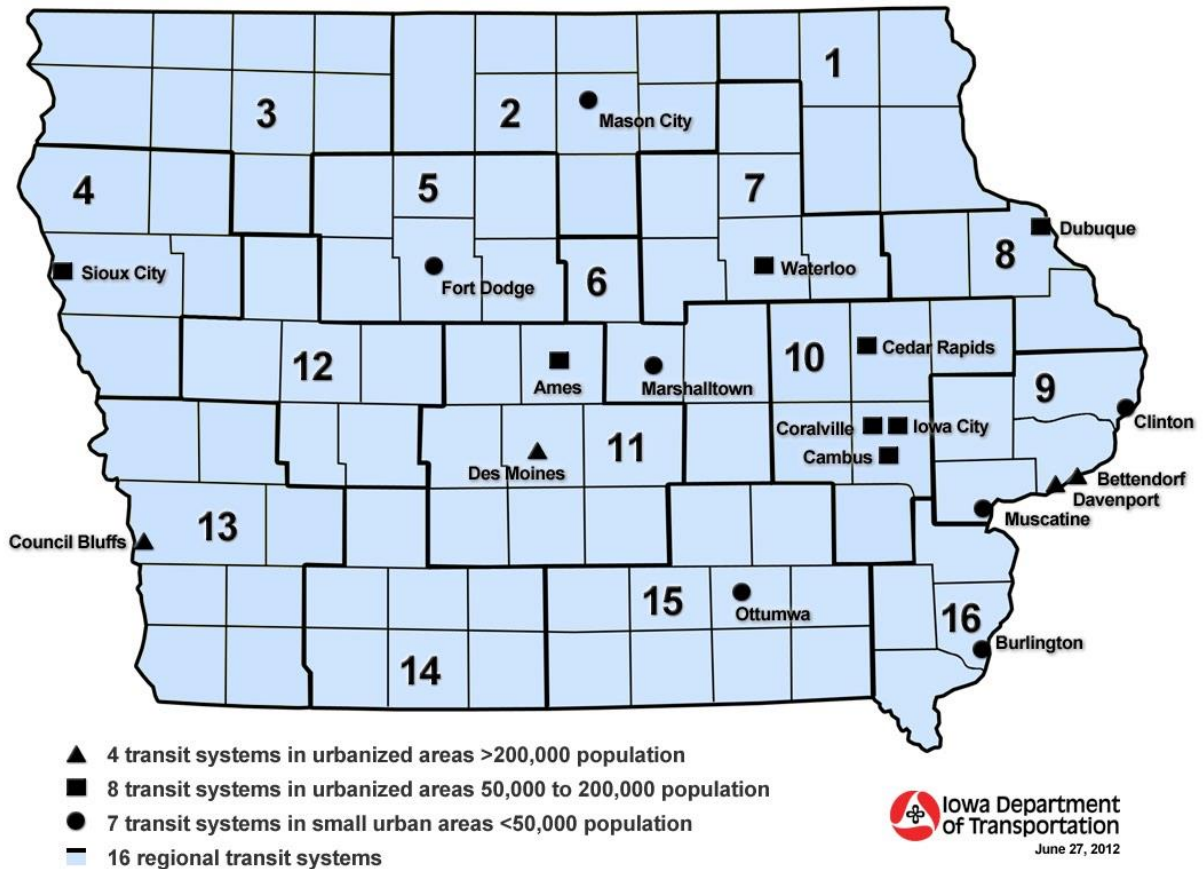 1
2
Mason City
3
4
5
7
Dubuque
8
Sioux City
Fort Dodge
6
Waterloo
12
Ames
Marshalltown
10
Cedar Rapids
9
Clinton
Coralville
Iowa City
Cambus
Des Moines
11
Bettendorf
Davenport
Muscatine
Council Bluffs
13
15
Ottumwa
16
Burlington
14
4 transit systems in urbanized areas >200,000 population
8 transit systems in urbanized areas 50,000 to 200,000 population
7 transit systems in small urban areas <50,000 population
16 regional transit systems
Iowa Department
of Transportation
June 27, 2012